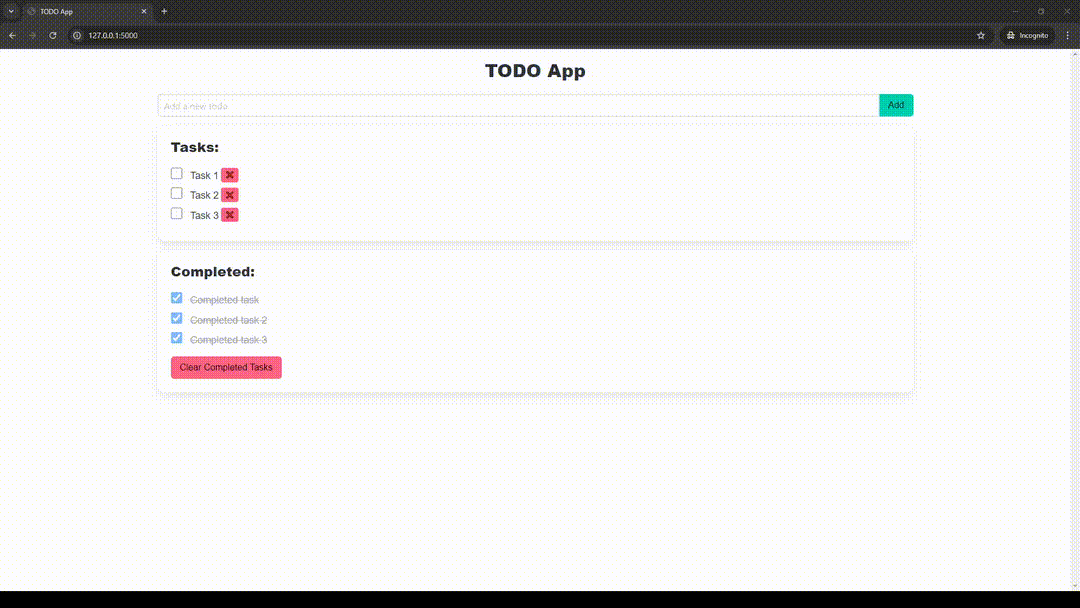 TODO App
127.0.0.1:5000
Incognito
TODO App
Add a new todo
Add
Tasks:
Task 1
Task 2
Task 3
Completed:
Completed task
Completed task 2
Completed task 3
Clear Completed Tasks